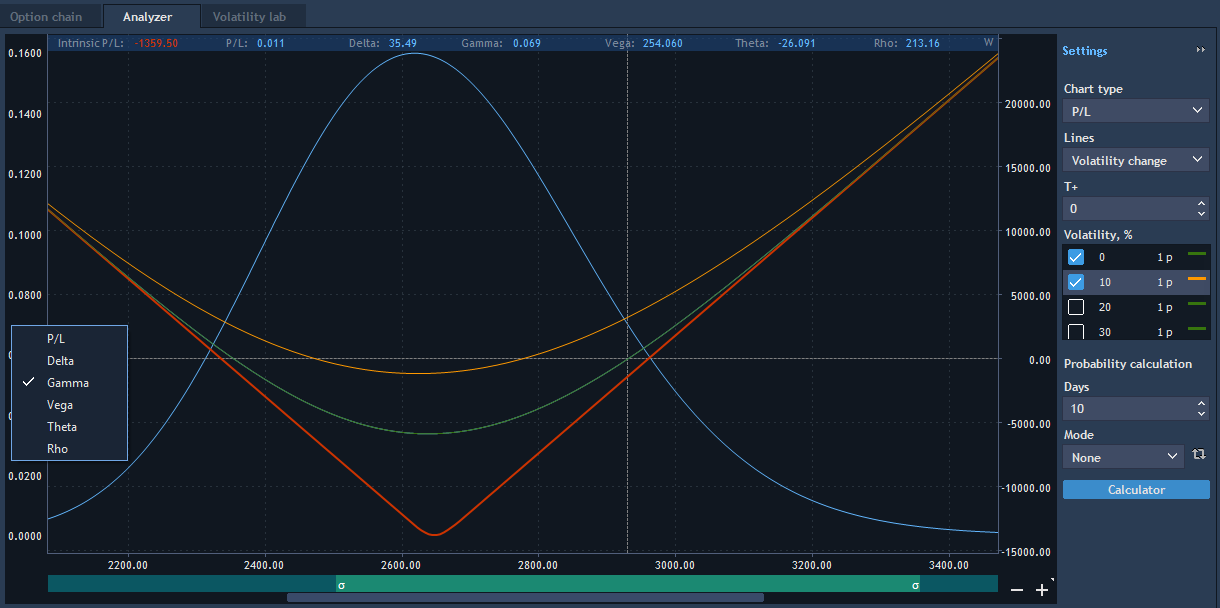 Option chain Analyzer Volatility lab
Intrinsic P/L: -1359.50 P/L: 0.011 Delta: 35.49 Gamma: 0.069 Vega: 254.060 Theta: -26.091 Rho: 213.16 W
0.1600
0.1400
0.1200
0.1000
0.0800
0.0200
0.0000
P/L
Delta
Gamma
Vega
Theta
Rho
20000.00
15000.00
10000.00
5000.00
0.00
-5000.00
-10000.00
-15000.00
2200.00 2400.00 2600.00 2800.00 3000.00 3200.00 3400.00
σ σ
Settings
Chart type
P/L
Lines
Volatility change
T+
0
Volatility, %
0 1 p
10 1 p
20 1 p
30 1 p
Probability calculation
Days
10
Mode
None
Calculator